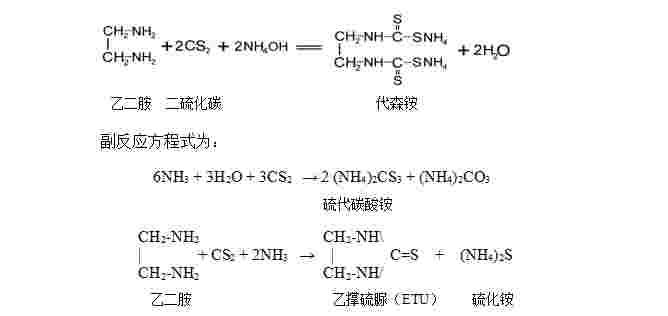 CH2-NH2 S
CH2-NH-C-SNH4
+2CS2 + 2NH4OH == +2H2O
CH2-NH2 CH2-NH-C-SNH4
S
乙二胺 二硫化碳 代森铵
副反应方程式为:
6NH3 + 3H2O + 3CS2 →2 (NH4)2CS3 + (NH4)2CO3
硫代碳酸铵
CH2-NH2 CH2-NH\
| + CS2 + 2NH3 → | C=S + (NH4)2S
CH2-NH2 CH2-NH/
乙二胺 乙撑硫脲（ETU） 硫化铵